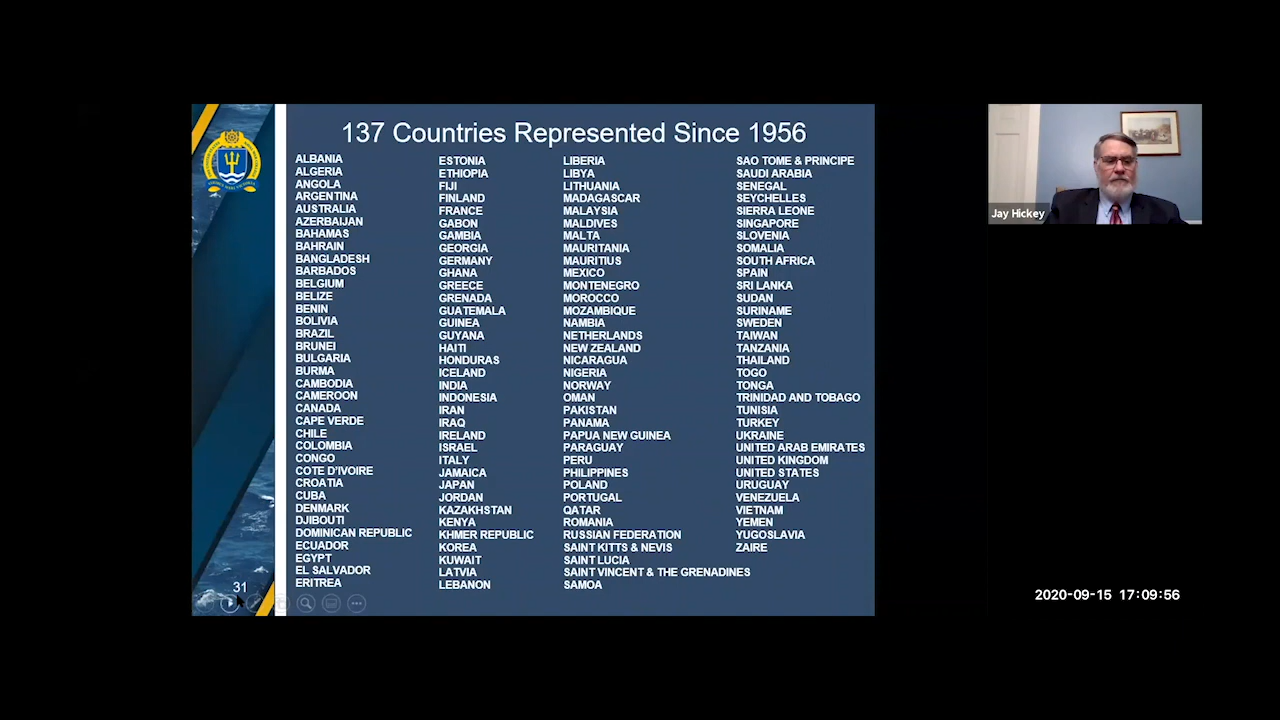 137 Countries Represented Since 1956
ALBANIA
ALGERIA
ANGOLA
ARGENTINA
AUSTRALIA
AZERBAIJAN
BAHAMAS
BAHRAIN
BANGLADESH
BARBADOS
BELGIUM
BELIZE
BENIN
BOLIVIA
BRAZIL
BRUNEI
BULGARIA
BURMA
CAMBODIA
CAMEROON
CANADA
CAPE VERDE
CHILE
COLOMBIA
CONGO
COTE D'IVOIRE
CROATIA
CUBA
DENMARK
DJIBOUTI
DOMINICAN REPUBLIC
ECUADOR
EGYPT
EL SALVADOR
ERITREA
ESTONIA
ETHIOPIA
FIJI
FINLAND
FRANCE
GABON
GAMBIA
GEORGIA
GERMANY
GHANA
GREECE
GRENADA
GUATEMALA
GUINEA
GUYANA
HAITI
HONDURAS
ICELAND
INDIA
INDONESIA
IRAN
IRAQ
IRELAND
ISRAEL
ITALY
JAMAICA
JAPAN
JORDAN
KAZAKHSTAN
KENYA
KHMER REPUBLIC
KOREA
KUWAIT
LATVIA
LEBANON
LIBERIA
LIBYA
LITHUANIA
MADAGASCAR
MALAYSIA
MALDIVES
MALTA
MAURITANIA
MAURITIUS
MEXICO
MONTENEGRO
MOROCCO
MOZAMBIQUE
NAMBIA
NETHERLANDS
NEW ZEALAND
NICARAGUA
NIGERIA
NORWAY
OMAN
PAKISTAN
PANAMA
PAPUA NEW GUINEA
PARAGUAY
PERU
PHILIPPINES
POLAND
PORTUGAL
QATAR
ROMANIA
RUSSIAN FEDERATION
SAINT KITTS & NEVIS
SAINT LUCIA
SAINT VINCENT & THE GRENADINES
SAMOA
SAO TOME & PRINCIPE
SAUDI ARABIA
SENEGAL
SEYCHELLES
SIERRA LEONE
SINGAPORE
SLOVENIA
SOMALIA
SOUTH AFRICA
SPAIN
SRI LANKA
SUDAN
SURINAME
SWEDEN
TAIWAN
TANZANIA
THAILAND
TOGO
TONGA
TRINIDAD AND TOBAGO
TUNISIA
TURKEY
UKRAINE
UNITED ARAB EMIRATES
UNITED KINGDOM
UNITED STATES
URUGUAY
VENEZUELA
VIETNAM
YEMEN
YUGOSLAVIA
ZAIRE
31
Jay Hickey
2020-09-15 17:09:56